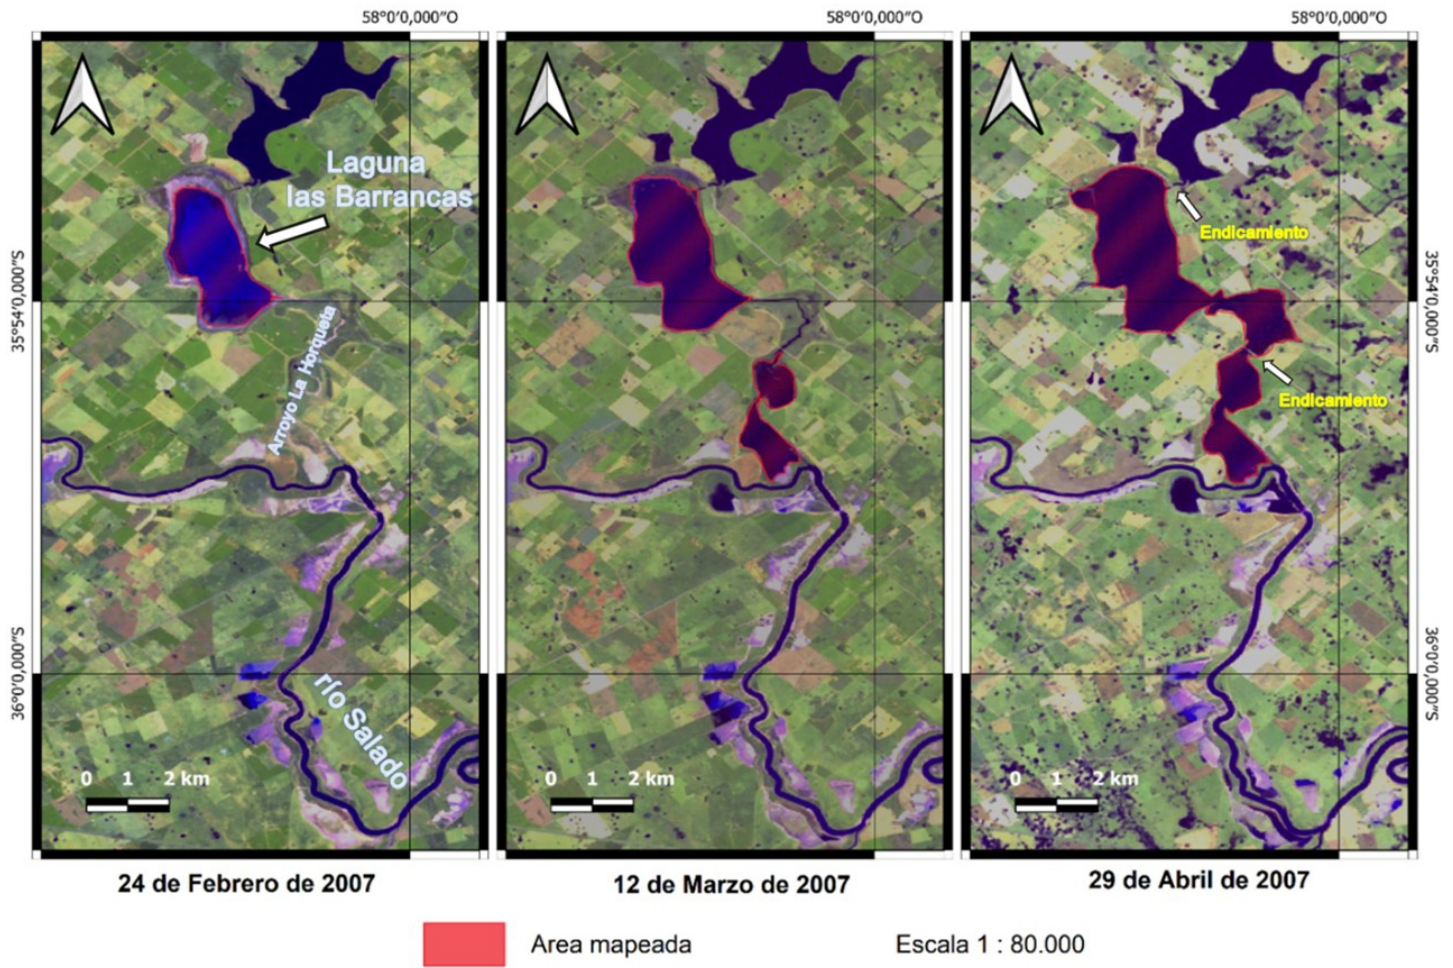 58°0′0,000″O
58°0′0,000″O
58°0′0,000″O
Laguna
las Barrancas
Endicamiento
35°54′0,000″S
35°54′0,000″S
Arroyo La Horqueta
Endicamiento
36°0′0,000″S
36°0′0,000″S
río Salado
0 1 2 km
0 1 2 km
0 1 2 km
24 de Febrero de 2007
12 de Marzo de 2007
29 de Abril de 2007
Area mapeada
Escala 1 : 80.000